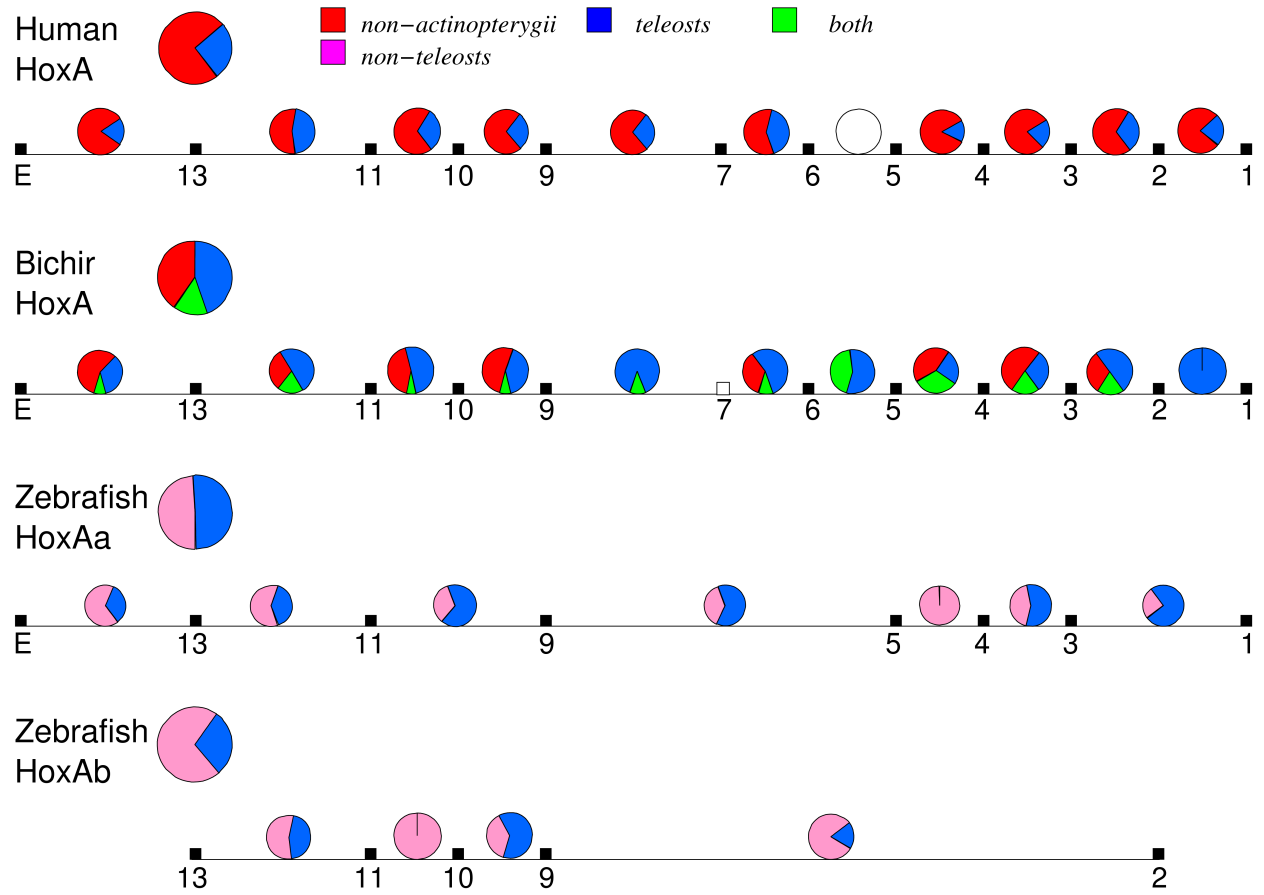 Human
HoxA
non−actinopterygii teleosts both
non−teleosts
E 13 11 10 9 7 6 5 4 3 2 1
Bichir
HoxA
E 13 11 10 9 7 6 5 4 3 2 1
Zebrafish
HoxAa
E 13 11 9 5 4 3 1
Zebrafish
HoxAb
13 11 10 9 2